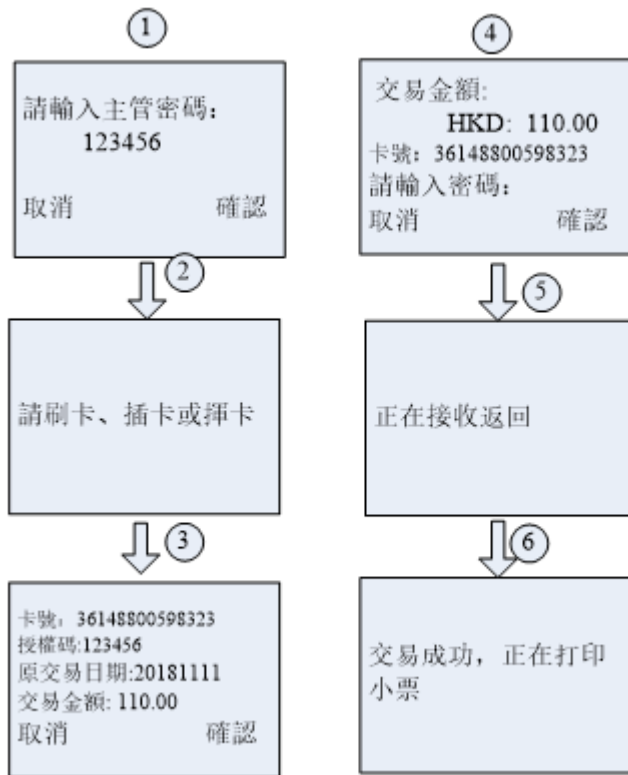 ①
請輸入主管密碼：
123456
取消 確認
②
請刷卡、插卡或揮卡
③
卡號：36148800598323
授權碼:123456
原交易日期:20181111
交易金額: 110.00
取消 確認
④
交易金額:
HKD: 110.00
卡號：36148800598323
請輸入密碼：
取消 確認
⑤
正在接收返回
⑥
交易成功，正在打印
小票